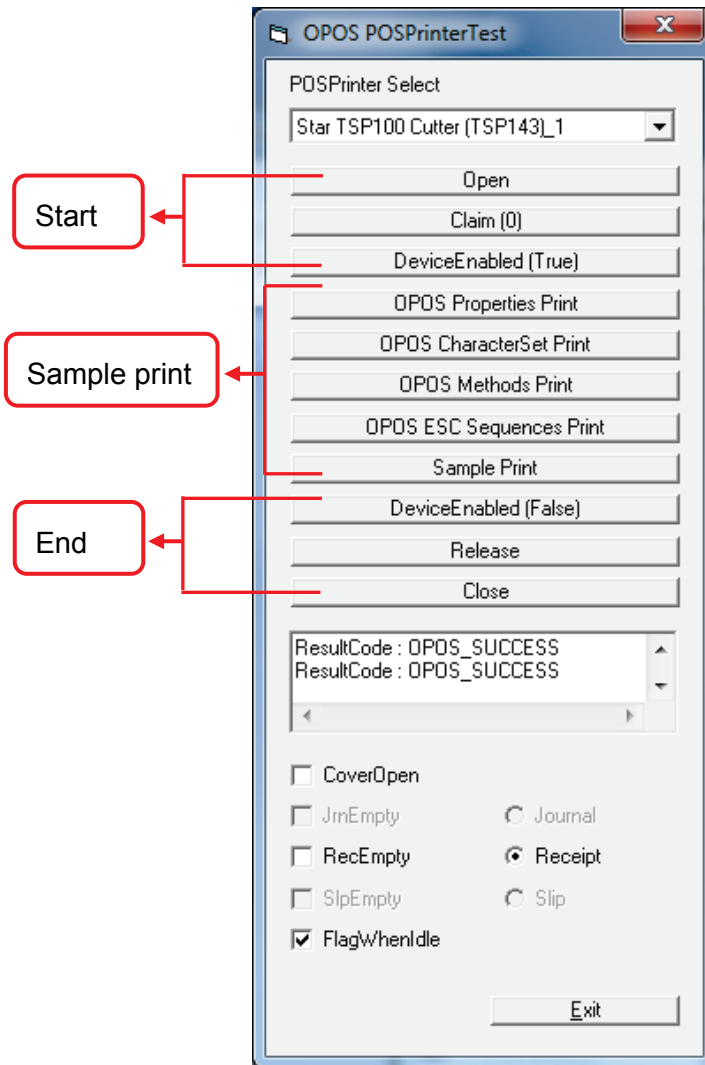 OPOS POSPrinterTest
POSPrinter Select
Star TSP100 Cutter (TSP143)_1
Open
Start
Claim (0)
DeviceEnabled (True)
OPOS Properties Print
OPOS CharacterSet Print
Sample print
OPOS Methods Print
OPOS ESC Sequences Print
Sample Print
DeviceEnabled (False)
End
Release
Close
ResultCode : OPOS_SUCCESS
ResultCode : OPOS_SUCCESS
CoverOpen
JrnEmpty Journal
RecEmpty Receipt
SlpEmpty Slip
FlagWhenIdle
Exit